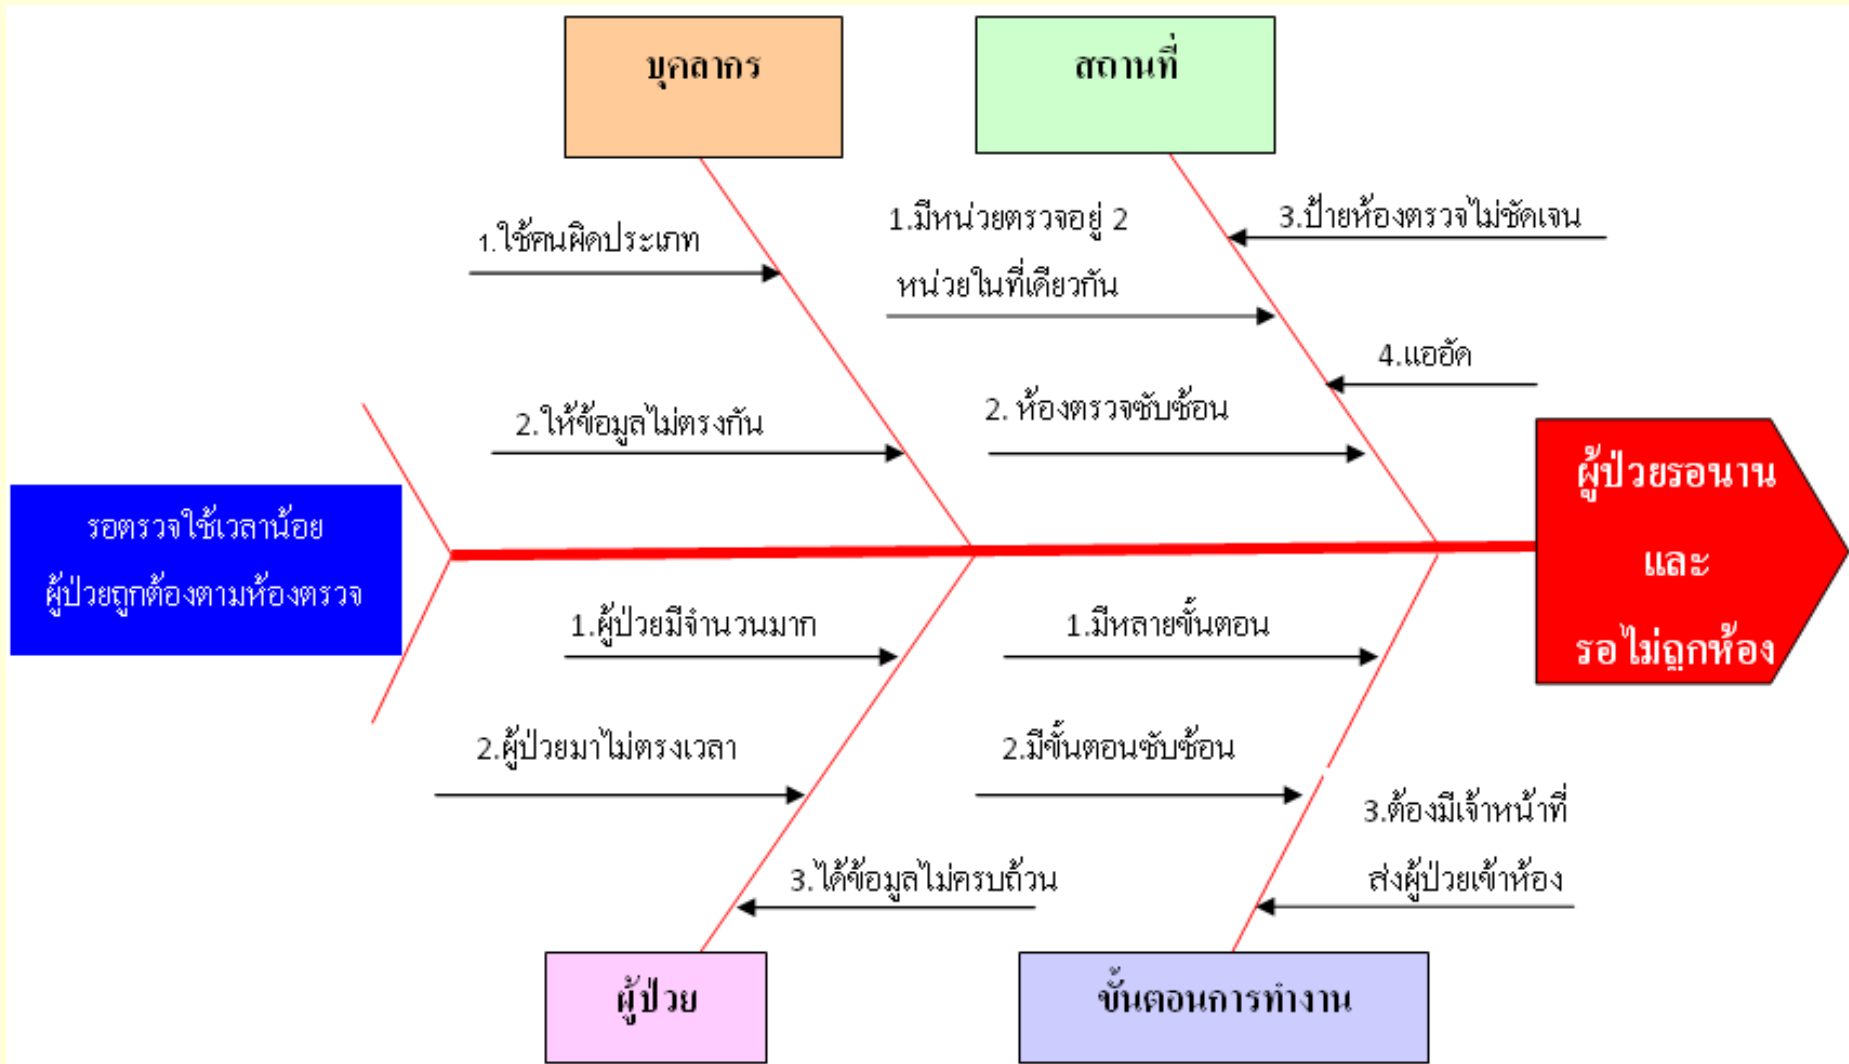 บุคลากร
สถานที่
1.ใช้คนผิดประเภท
2.ให้ข้อมูลไม่ตรงกัน
1.มีหน่วยตรวจอยู่ 2
หน่วยในที่เดียวกัน
2. ห้องตรวจซับซ้อน
3.ป้ายห้องตรวจไม่ชัดเจน
4.แออัด
รอตรวจใช้เวลาน้อย
ผู้ป่วยถูกต้องตามห้องตรวจ
ผู้ป่วยรอนาน
และ
รอไม่ถูกห้อง
1.ผู้ป่วยมีจำนวนมาก
2.ผู้ป่วยมาไม่ตรงเวลา
3.ได้ข้อมูลไม่ครบถ้วน
1.มีหลายขั้นตอน
2.มีขั้นตอนซับซ้อน
3.ต้องมีเจ้าหน้าที่
ส่งผู้ป่วยเข้าห้อง
ผู้ป่วย
ขั้นตอนการทำงาน